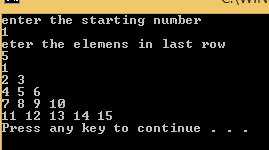 C:\WIN
enter the starting number
1
eter the elemens in last row
5
1
2 3
4 5 6
7 8 9 10
11 12 13 14 15
Press any key to continue . . .